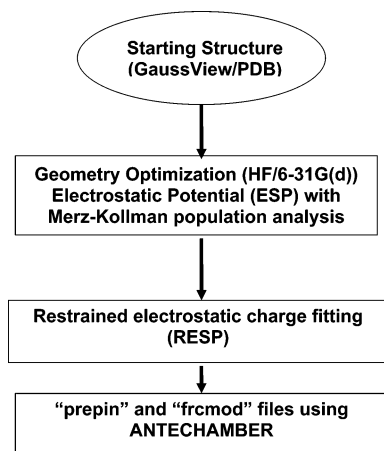 Starting Structure
(GaussView/PDB)
Geometry Optimization (HF/6-31G(d))
Electrostatic Potential (ESP) with
Merz-Kollman population analysis
Restrained electrostatic charge fitting
(RESP)
“prepin” and “frcmod” files using
ANTECHAMBER